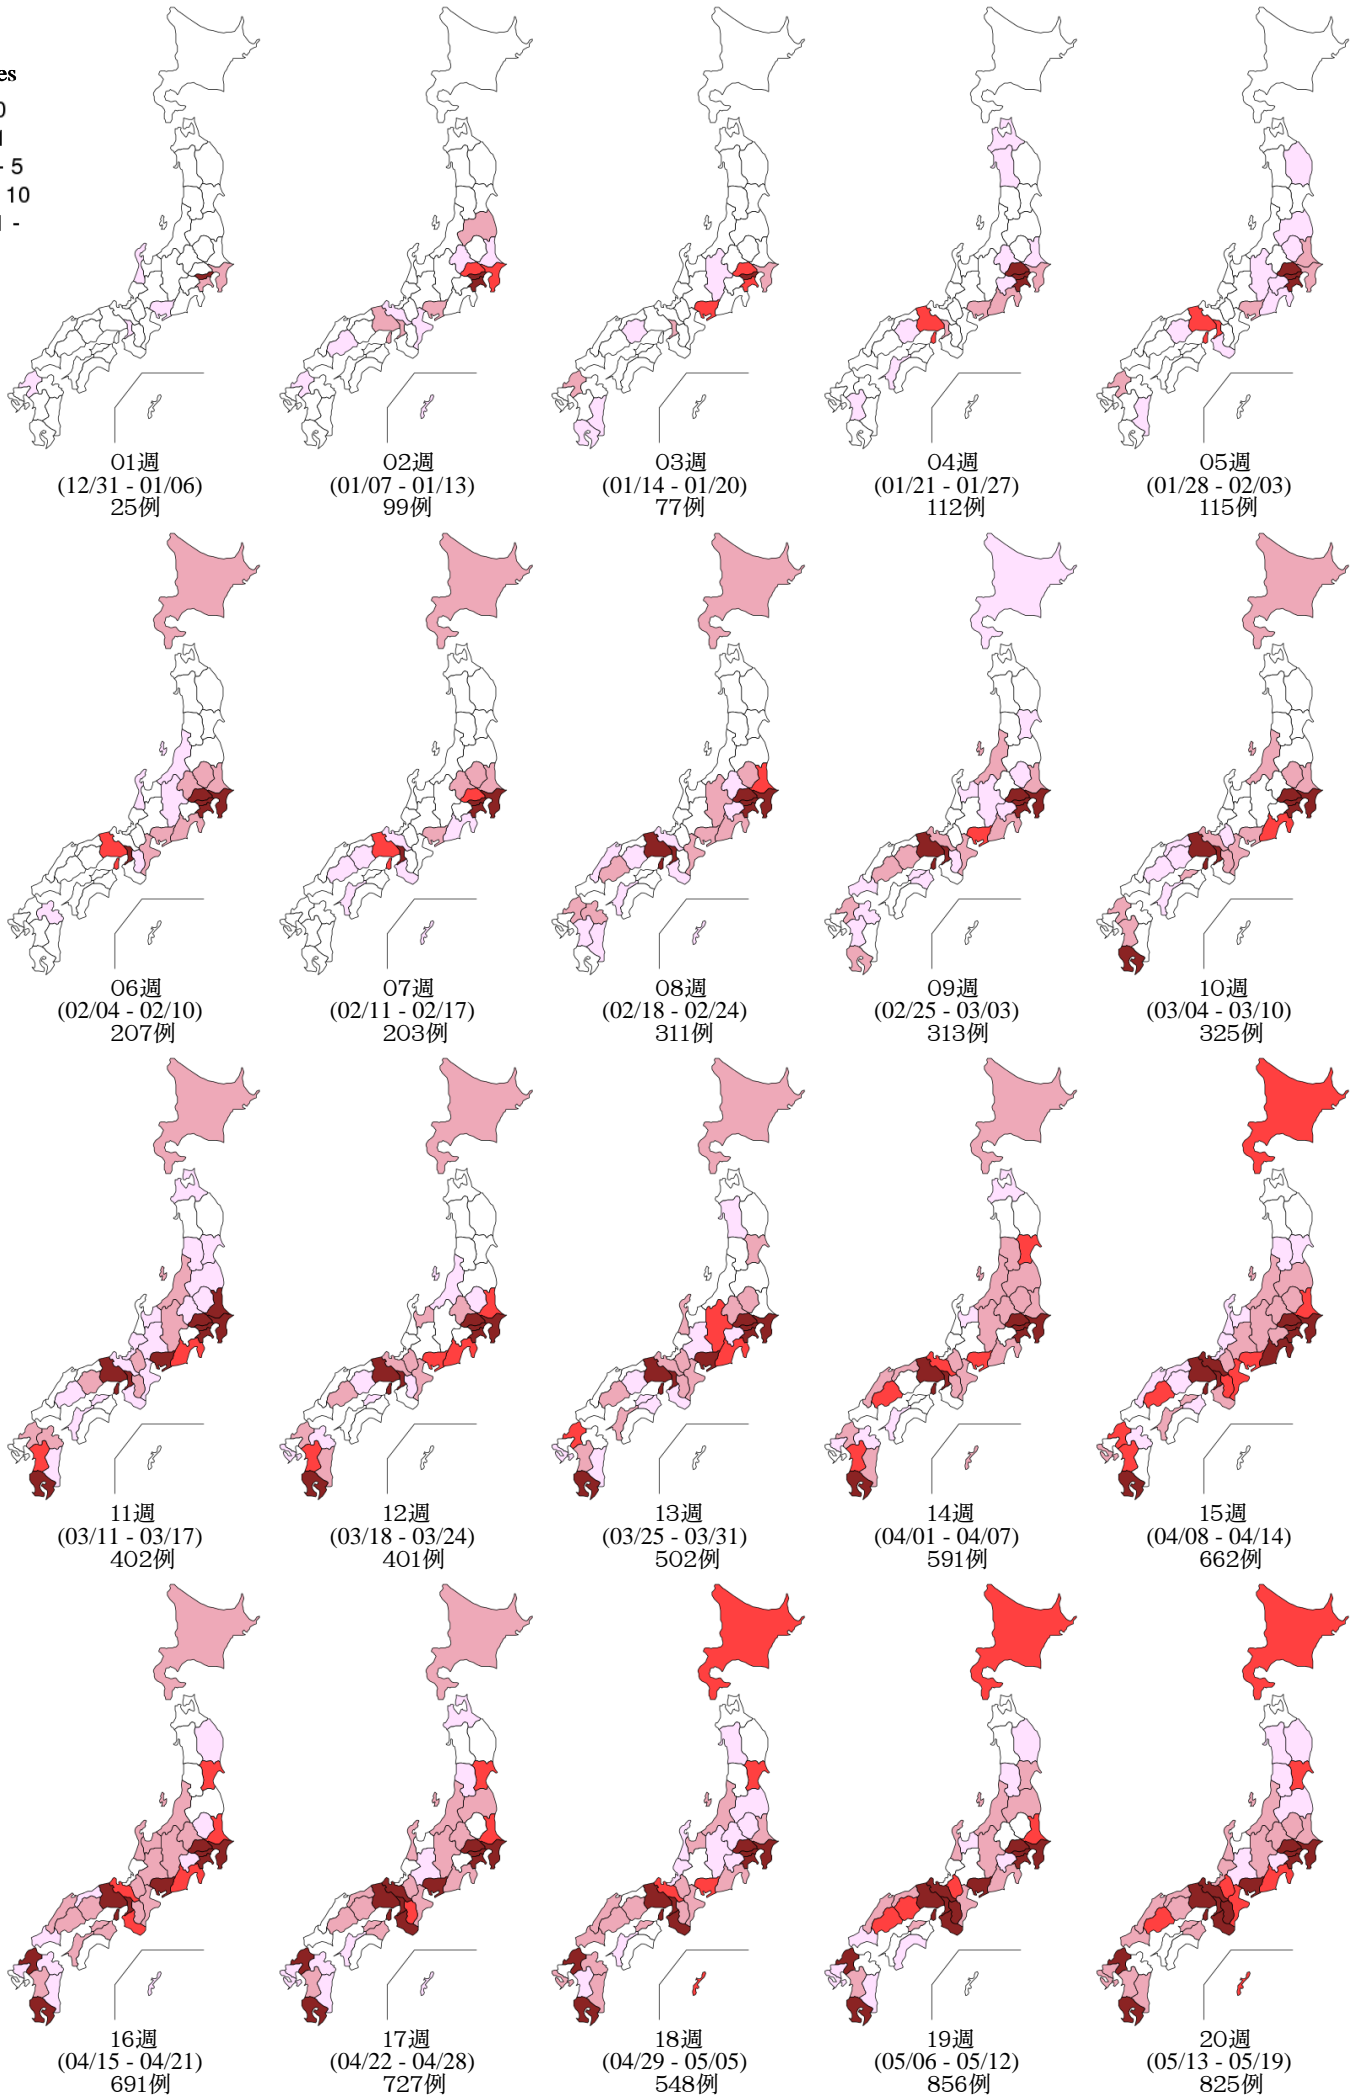 es
0
1
- 5
10
1 -
01週
(12/31 - 01/06)
25例
02週
(01/07 - 01/13)
99例
03週
(01/14 - 01/20)
77例
04週
(01/21 - 01/27)
112例
05週
(01/28 - 02/03)
115例
06週
(02/04 - 02/10)
207例
07週
(02/11 - 02/17)
203例
08週
(02/18 - 02/24)
311例
09週
(02/25 - 03/03)
313例
10週
(03/04 - 03/10)
325例
11週
(03/11 - 03/17)
402例
12週
(03/18 - 03/24)
401例
13週
(03/25 - 03/31)
502例
14週
(04/01 - 04/07)
591例
15週
(04/08 - 04/14)
662例
16週
(04/15 - 04/21)
691例
17週
(04/22 - 04/28)
727例
18週
(04/29 - 05/05)
548例
19週
(05/06 - 05/12)
856例
20週
(05/13 - 05/19)
825例